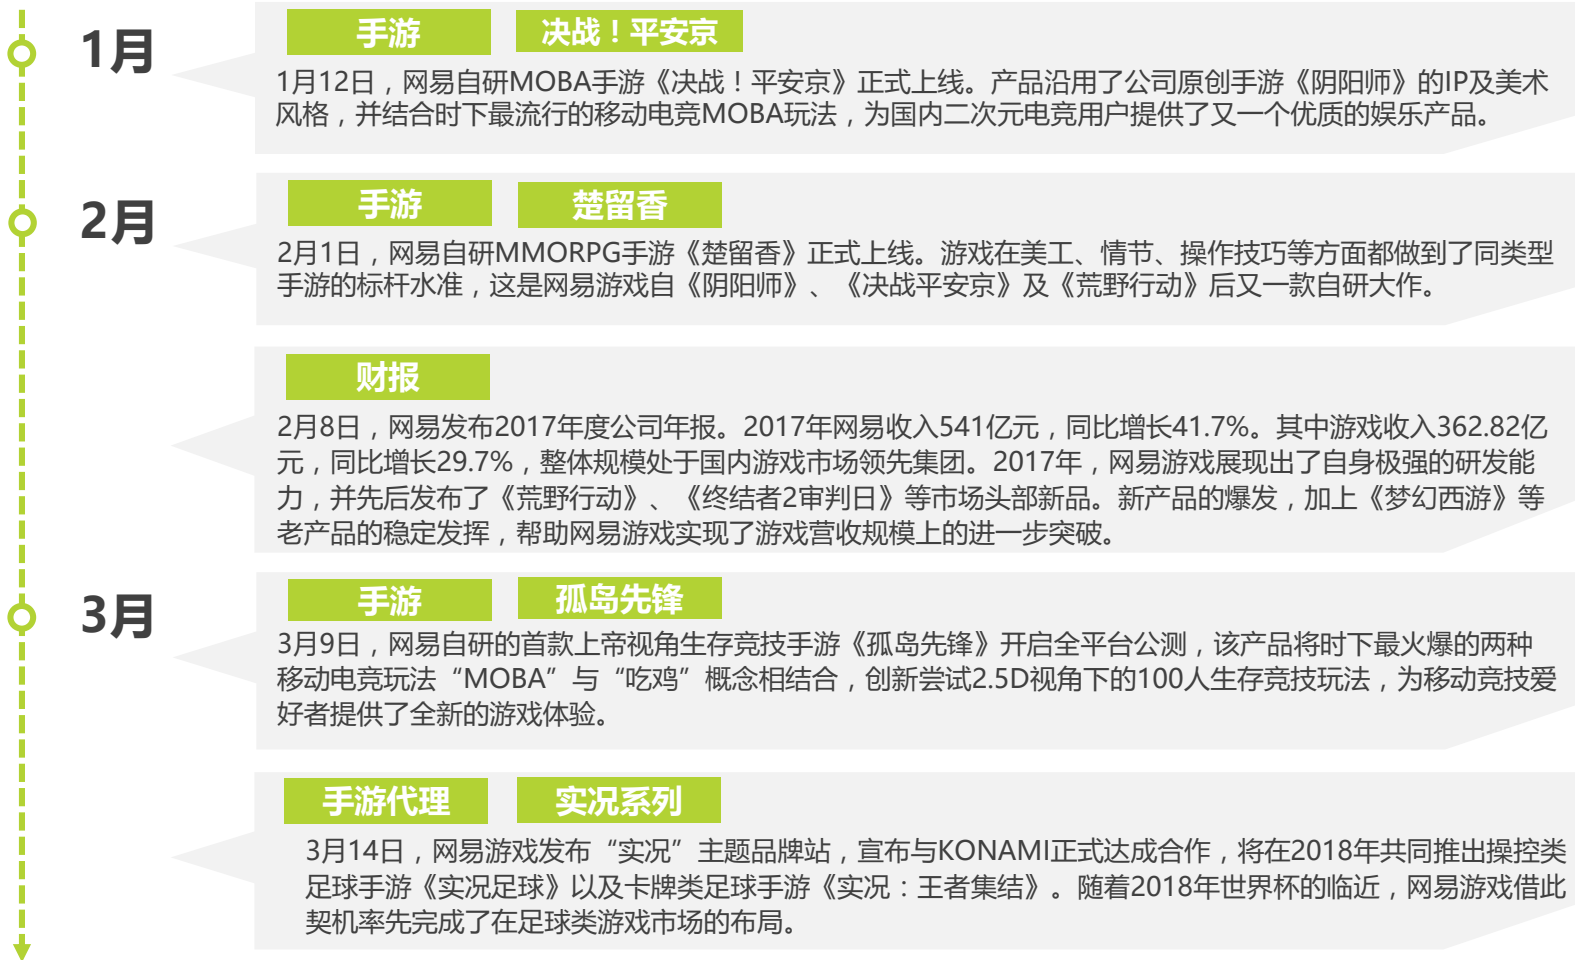 1月
手游
决战！平安京
1月12日，网易自研MOBA手游《决战！平安京》正式上线。产品沿用了公司原创手游《阴阳师》的IP及美术
风格，并结合时下最流行的移动电竞MOBA玩法，为国内二次元电竞用户提供了又一个优质的娱乐产品。
2月
手游
楚留香
2月1日，网易自研MMORPG手游《楚留香》正式上线。游戏在美工、情节、操作技巧等方面都做到了同类型
手游的标杆水准，这是网易游戏自《阴阳师》、《决战平安京》及《荒野行动》后又一款自研大作。
财报
2月8日，网易发布2017年度公司年报。2017年网易收入541亿元，同比增长41.7%。其中游戏收入362.82亿
元，同比增长29.7%，整体规模处于国内游戏市场领先集团。2017年，网易游戏展现出了自身极强的研发能
力，并先后发布了《荒野行动》、《终结者2审判日》等市场头部新品。新产品的爆发，加上《梦幻西游》等
老产品的稳定发挥，帮助网易游戏实现了游戏营收规模上的进一步突破。
3月
手游
孤岛先锋
3月9日，网易自研的首款上帝视角生存竞技手游《孤岛先锋》开启全平台公测，该产品将时下最火爆的两种
移动电竞玩法“MOBA”与“吃鸡”概念相结合，创新尝试2.5D视角下的100人生存竞技玩法，为移动竞技爱
好者提供了全新的游戏体验。
手游代理
实况系列
3月14日，网易游戏发布“实况”主题品牌站，宣布与KONAMI正式达成合作，将在2018年共同推出操控类
足球手游《实况足球》以及卡牌类足球手游《实况：王者集结》。随着2018年世界杯的临近，网易游戏借此
契机率先完成了在足球类游戏市场的布局。